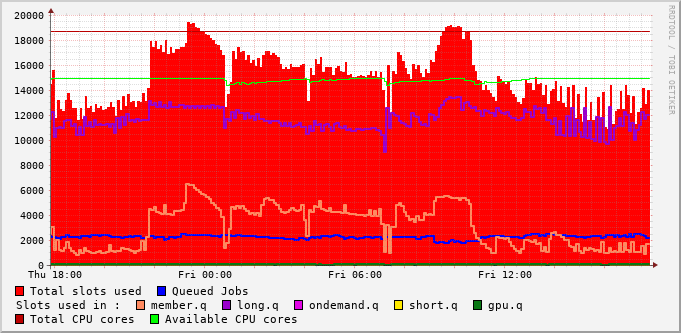 20000
18000
16000
14000
12000
10000
8000
6000
4000
2000
0
Thu 18:00 Fri 00:00 Fri 06:00 Fri 12:00
RRDTOOL / TOBI OETIKER
Total slots used Queued Jobs
Slots used in : member.q long.q ondemand.q short.q gpu.q
Total CPU cores Available CPU cores